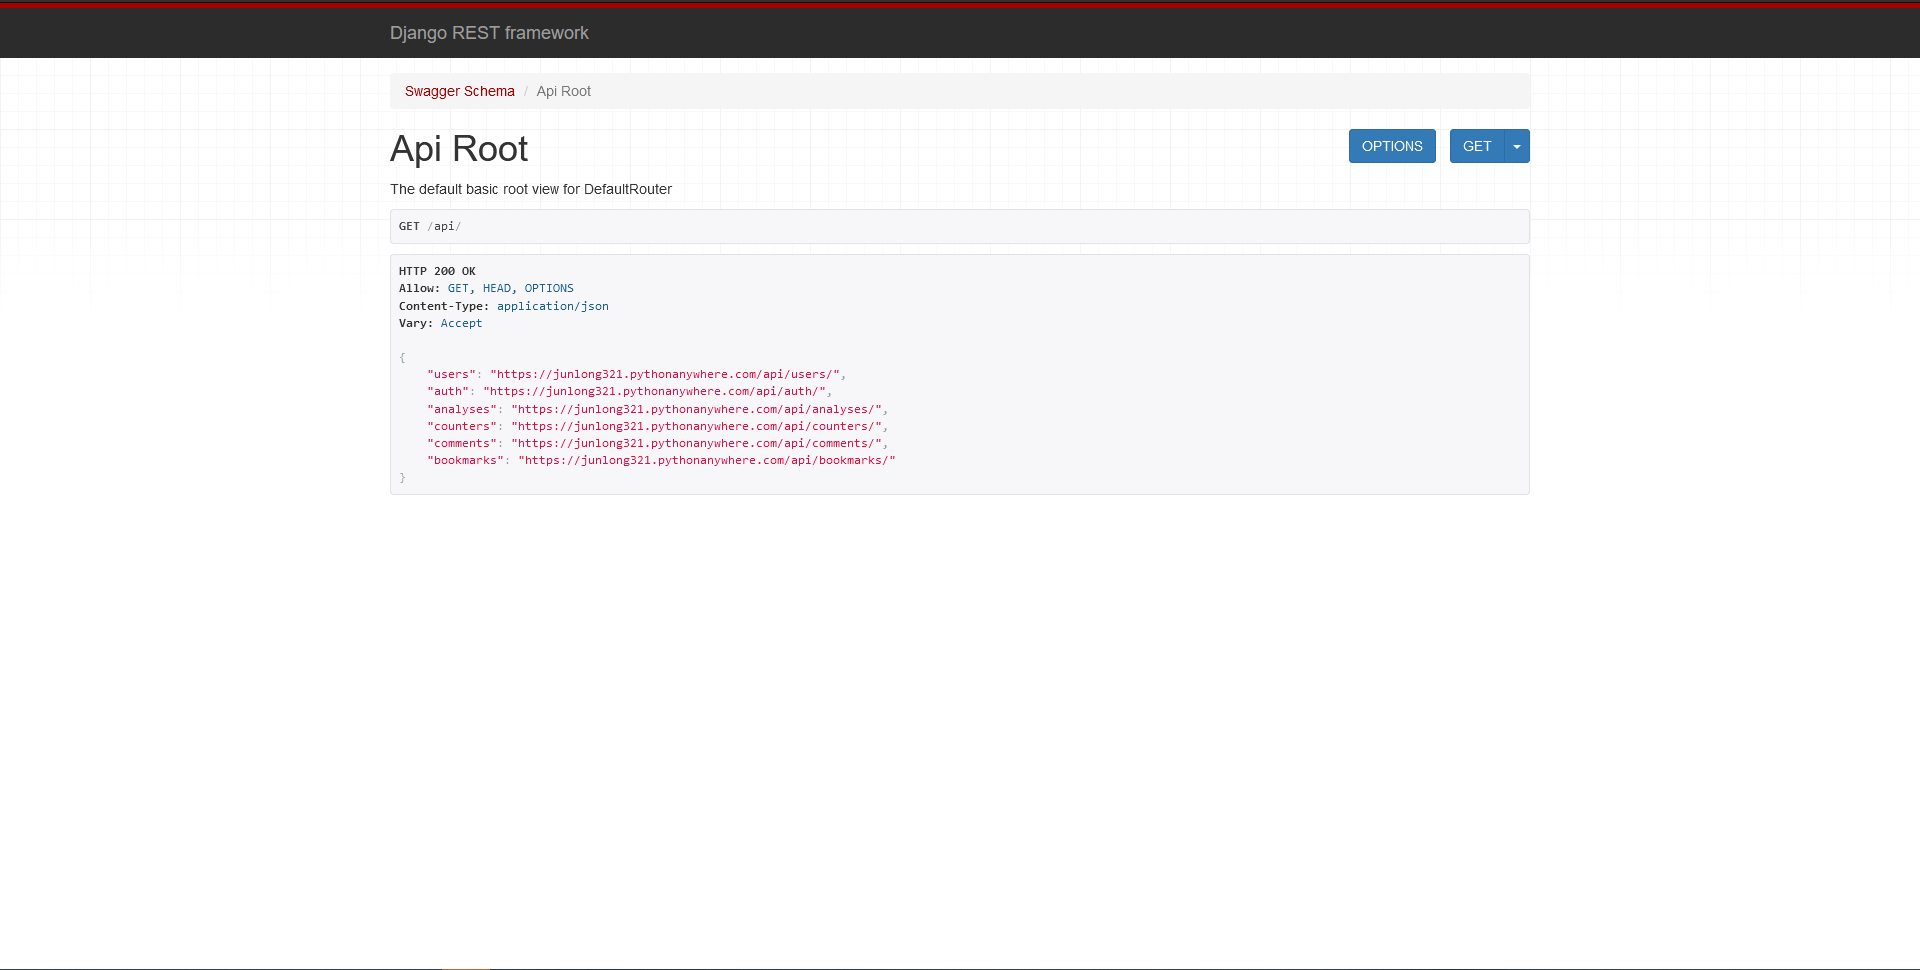 Django REST framework
Swagger Schema / Api Root
Api Root
OPTIONS GET
The default basic root view for DefaultRouter
GET /api/
HTTP 200 OK
Allow: GET, HEAD, OPTIONS
Content-Type: application/json
Vary: Accept
{
    "users": "https://junlong321.pythonanywhere.com/api/users/",
    "auth": "https://junlong321.pythonanywhere.com/api/auth/",
    "analyses": "https://junlong321.pythonanywhere.com/api/analyses/",
    "counters": "https://junlong321.pythonanywhere.com/api/counters/",
    "comments": "https://junlong321.pythonanywhere.com/api/comments/",
    "bookmarks": "https://junlong321.pythonanywhere.com/api/bookmarks/"
}